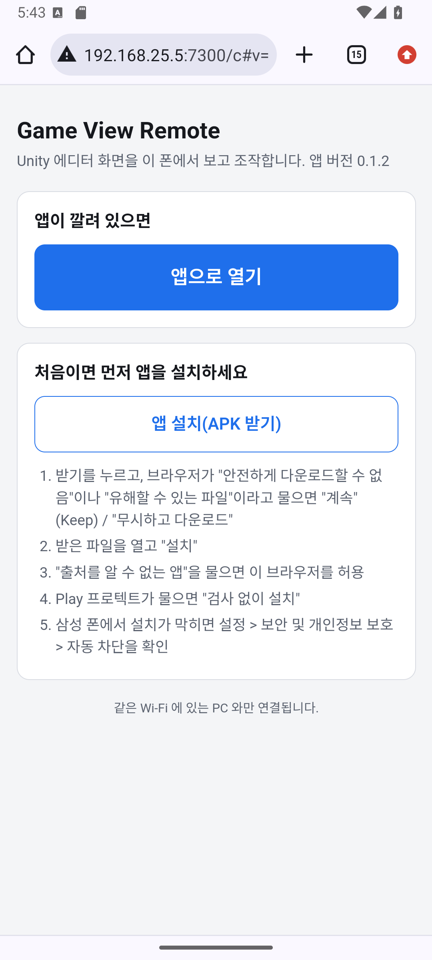 5:43
192.168.25.5:7300/c#v=
15
Game View Remote
Unity 에디터 화면을 이 폰에서 보고 조작합니다. 앱 버전 0.1.2
앱이 깔려 있으면
앱으로 열기
처음이면 먼저 앱을 설치하세요
앱 설치(APK 받기)
1. 받기를 누르고, 브라우저가 "안전하게 다운로드할 수 없
음"이나 "유해할 수 있는 파일"이라고 물으면 "계속"
(Keep) / "무시하고 다운로드"
2. 받은 파일을 열고 "설치"
3. "출처를 알 수 없는 앱"을 물으면 이 브라우저를 허용
4. Play 프로텍트가 물으면 "검사 없이 설치"
5. 삼성 폰에서 설치가 막히면 설정 > 보안 및 개인정보 보호
> 자동 차단을 확인
같은 Wi-Fi 에 있는 PC 와만 연결됩니다.